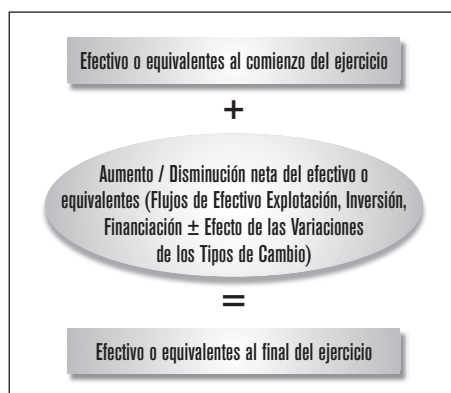 Efectivo o equivalentes al comienzo del ejercicio
+
Aumento / Disminución neta del efectivo o
equivalentes (Flujos de Efectivo Explotación, Inversión,
Financiación ± Efecto de las Variaciones
de los Tipos de Cambio)
=
Efectivo o equivalentes al final del ejercicio